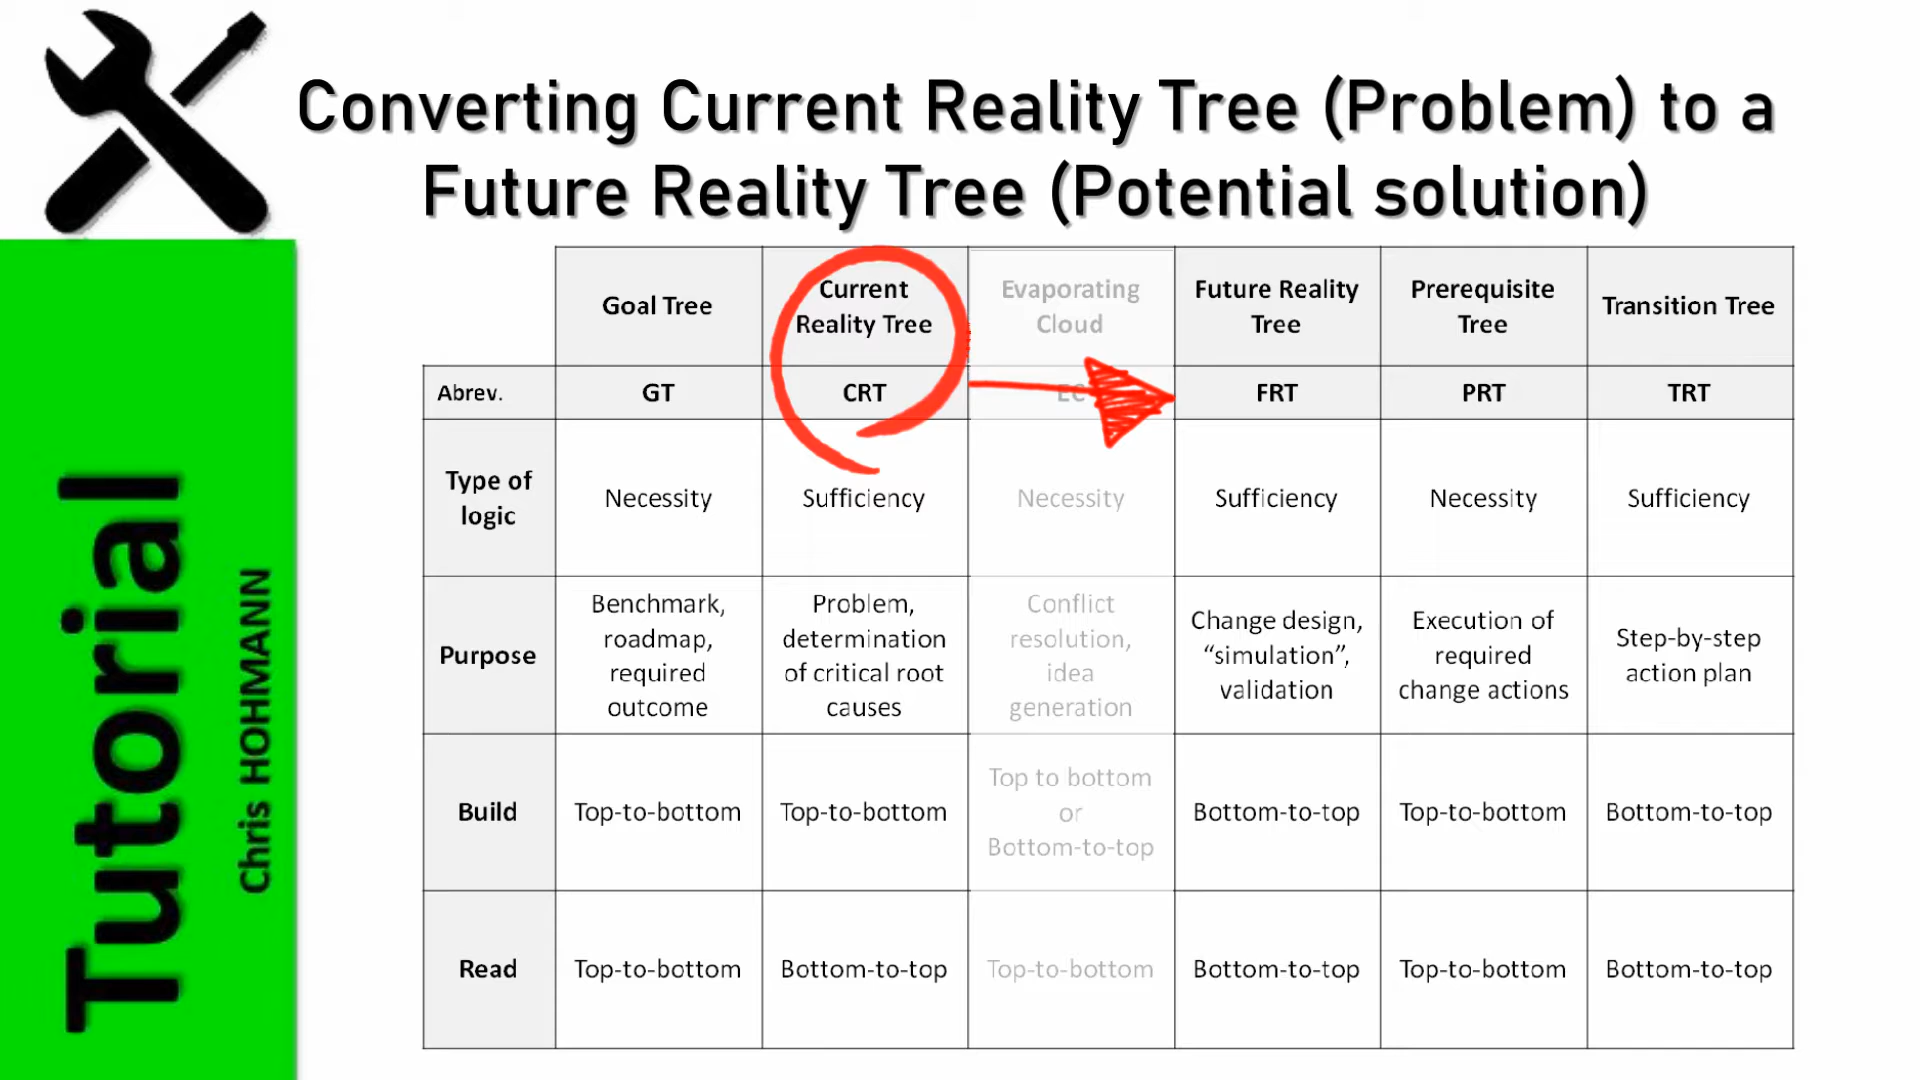 Converting Current Reality Tree (Problem) to a
Future Reality Tree (Potential solution)
Tutorial
Chris HOHMANN
Goal Tree
Current
Reality Tree
Evaporating
Cloud
Future Reality
Tree
Prerequisite
Tree
Transition Tree
Abrev.
GT
CRT
EC
FRT
PRT
TRT
Type of
logic
Necessity
Sufficiency
Necessity
Sufficiency
Necessity
Sufficiency
Purpose
Benchmark,
roadmap,
required
outcome
Problem,
determination
of critical root
causes
Conflict
resolution,
idea
generation
Change design,
“simulation”,
validation
Execution of
required
change actions
Step-by-step
action plan
Build
Top-to-bottom
Top-to-bottom
Top to bottom
or
Bottom-to-top
Bottom-to-top
Top-to-bottom
Bottom-to-top
Read
Top-to-bottom
Bottom-to-top
Top-to-bottom
Bottom-to-top
Top-to-bottom
Bottom-to-top